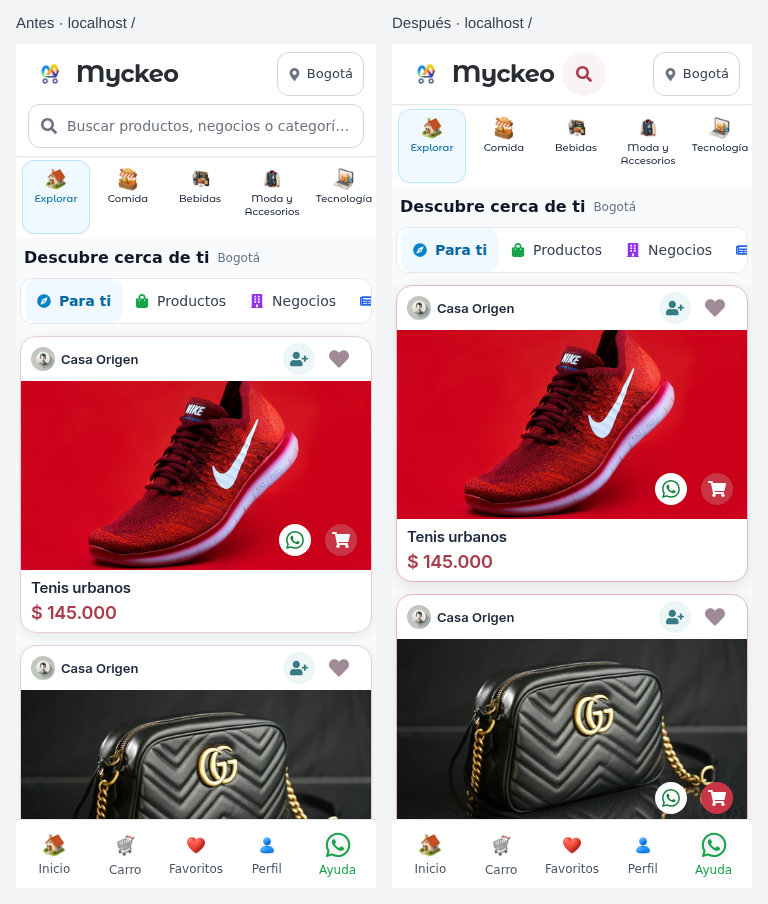 Antes · localhost /
Myckeo
Bogotá
Buscar productos, negocios o categorí...
Explorar
Comida
Bebidas
Moda y
Accesorios
Tecnología
Descubre cerca de ti Bogotá
Para ti
Productos
Negocios
Casa Origen
NIKE
Tenis urbanos
$ 145.000
Casa Origen
Inicio
Carro
Favoritos
Perfil
Ayuda
Después · localhost /
Myckeo
Bogotá
Explorar
Comida
Bebidas
Moda y
Accesorios
Tecnología
Descubre cerca de ti Bogotá
Para ti
Productos
Negocios
Casa Origen
NIKE
Tenis urbanos
$ 145.000
Casa Origen
Inicio
Carro
Favoritos
Perfil
Ayuda